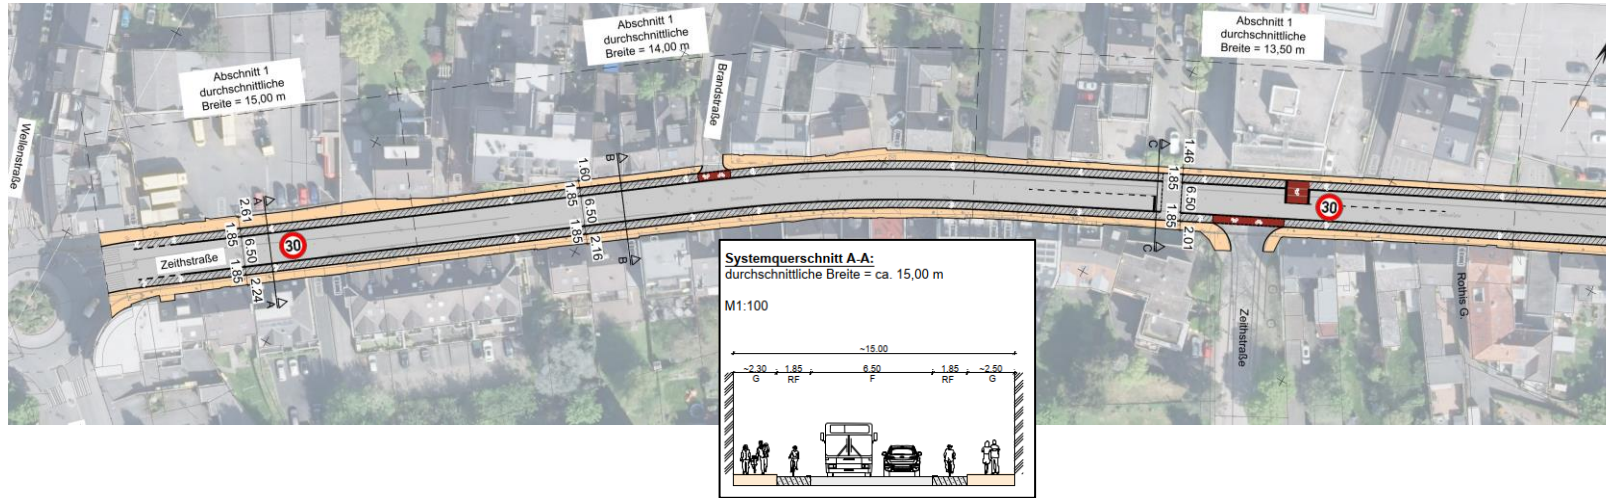 Abschnitt 1
durchschnittliche
Breite = 15,00 m
Abschnitt 1
durchschnittliche
Breite = 14,00 m
Abschnitt 1
durchschnittliche
Breite = 13,50 m
Wellenstraße
Brandstraße
Zeithstraße
Zeithstraße
Rothis G.
A
2.61
1.85
6.50
1.85
2.24
A
30
B
1.60
1.85
6.50
1.85
2.16
B
C
1.46
1.85
6.50
1.85
2.01
C
30
Systemquerschnitt A-A:
durchschnittliche Breite = ca. 15,00 m
M1:100
~15.00
~2.30 1.85 6.50 1.85 ~2.50
G RF F RF G